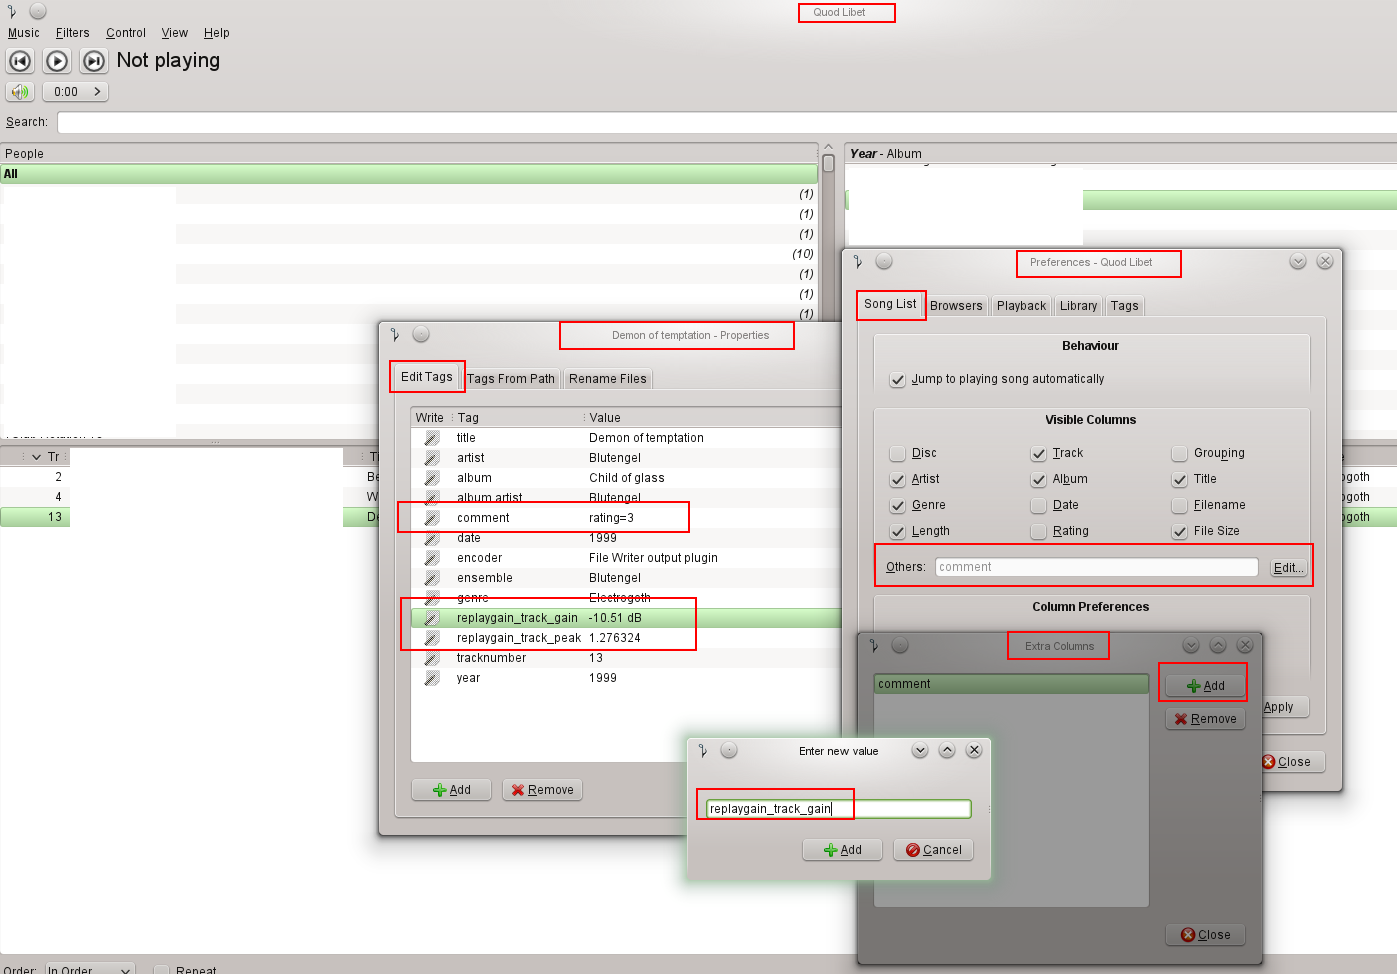 Quod Libet
Music Filters Control View Help
Not playing
0:00 >
Search:
People
Year - Album
All
(1)
(1)
(1)
(10)
(1)
(1)
(1)
Tr
2
4
13
Preferences - Quod Libet
Song List Browsers Playback Library Tags
Behaviour
Jump to playing song automatically
Visible Columns
Disc Track Grouping
Artist Album Title
Genre Date Filename
Length Rating File Size
Others: comment Edit...
Column Preferences
Apply
Close
Demon of temptation - Properties
Edit Tags Tags From Path Rename Files
Write Tag Value
title Demon of temptation
artist Blutengel
album Child of glass
album artist Blutengel
comment rating=3
date 1999
encoder File Writer output plugin
ensemble Blutengel
genre Electrogoth
replaygain_track_gain -10.51 dB
replaygain_track_peak 1.276324
tracknumber 13
year 1999
Add Remove
Extra Columns
comment
Add
Remove
Close
Enter new value
replaygain_track_gain
Add Cancel
Order: In Order Repeat